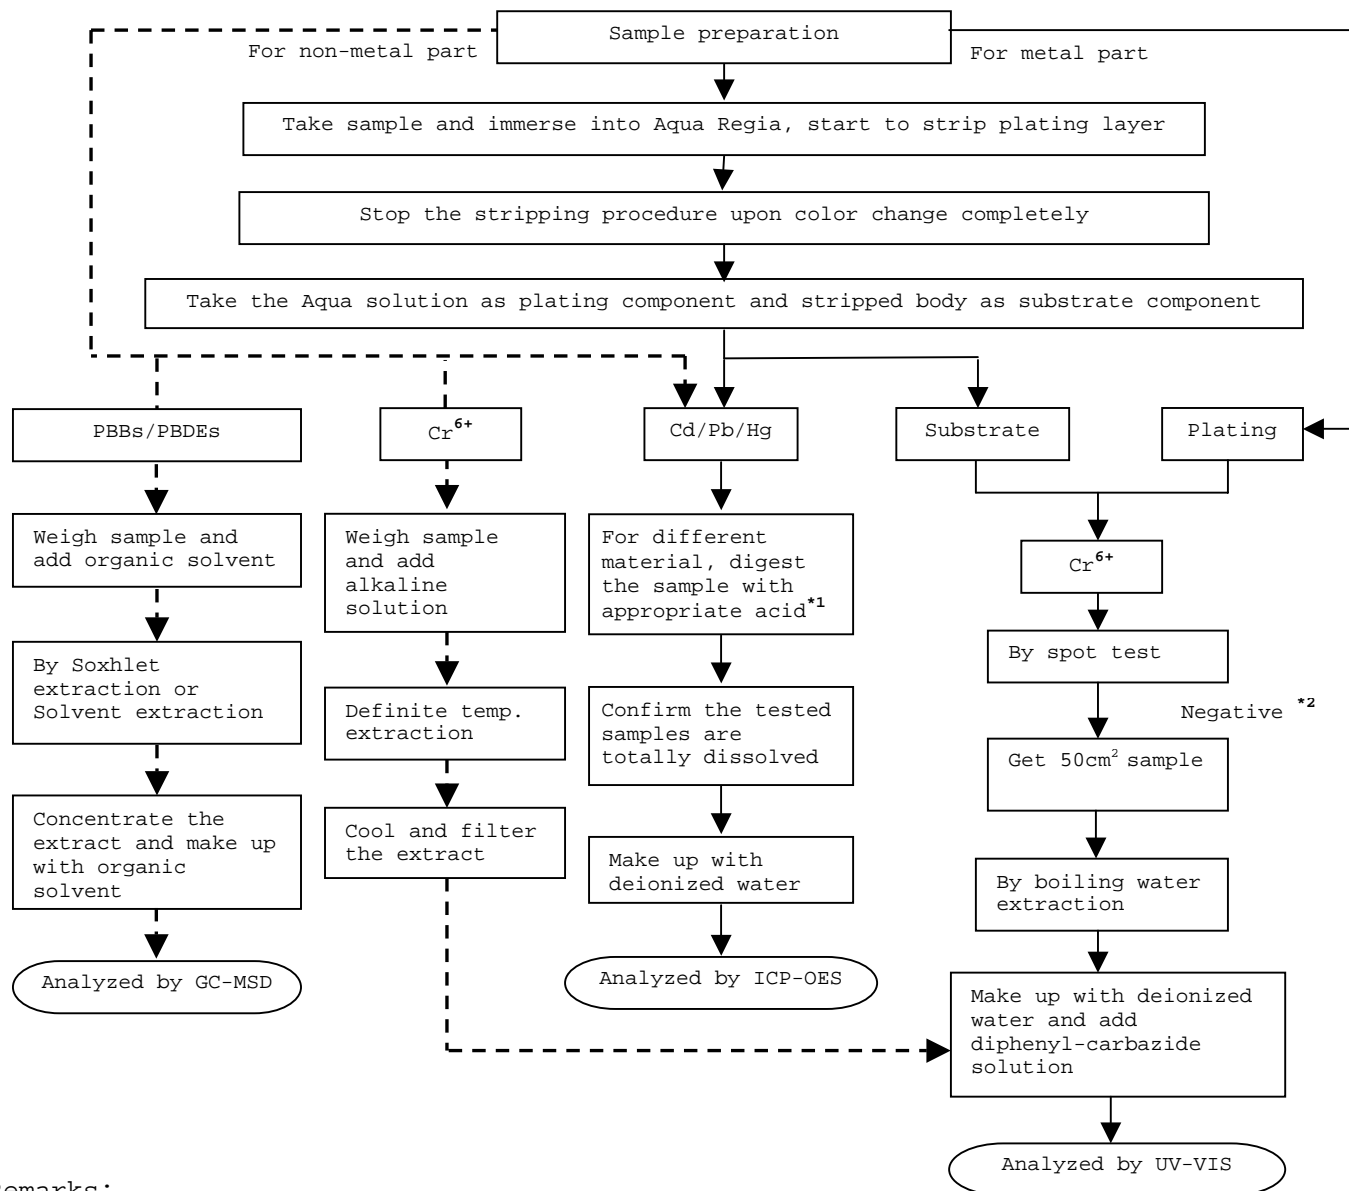 Sample preparation
For non-metal part
For metal part
Take sample and immerse into Aqua Regia, start to strip plating layer
Stop the stripping procedure upon color change completely
Take the Aqua solution as plating component and stripped body as substrate component
PBBs/PBDEs
Cr6+
Cd/Pb/Hg
Substrate
Plating
Weigh sample and
add organic solvent
Weigh sample
and add
alkaline
solution
For different
material, digest
the sample with
appropriate acid*1
Cr6+
By spot test
By Soxhlet
extraction or
Solvent extraction
Definite temp.
extraction
Confirm the tested
samples are
totally dissolved
Negative *2
Get 50cm2 sample
Concentrate the
extract and make up
with organic
solvent
Cool and filter
the extract
Make up with
deionized water
By boiling water
extraction
Analyzed by GC-MSD
Analyzed by ICP-OES
Make up with deionized
water and add
diphenyl-carbazide
solution
Analyzed by UV-VIS